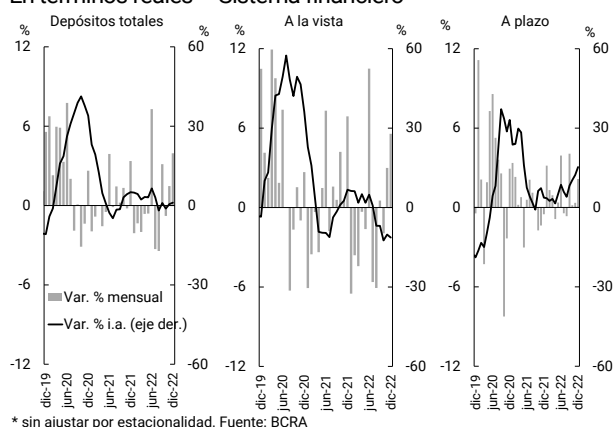 En términos reales* - Sistema financiero
Depósitos totales
A la vista
A plazo
% % % % % %
12 60 12 60 12 60
6 30 6 30 6 30
0 0 0 0 0 0
-6 -30 -6 -30 -6 -30
Var. % mensual
Var. % i.a. (eje der.)
-12 -60 -12 -60 -12 -60
dic-19 jun-20 dic-20 jun-21 dic-21 jun-22 dic-22
dic-19 jun-20 dic-20 jun-21 dic-21 jun-22 dic-22
dic-19 jun-20 dic-20 jun-21 dic-21 jun-22 dic-22
* sin ajustar por estacionalidad. Fuente: BCRA